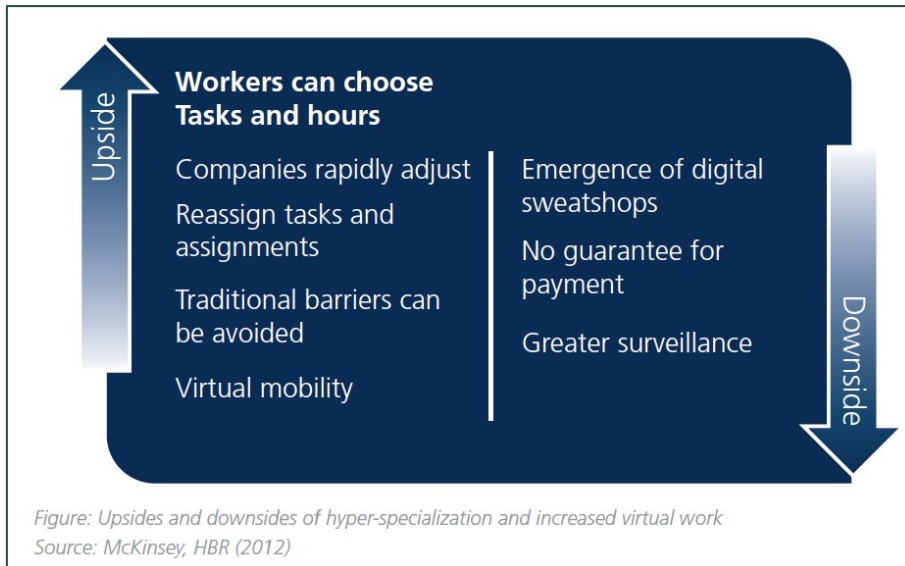 Upside
Workers can choose
Tasks and hours
Companies rapidly adjust
Reassign tasks and
assignments
Traditional barriers can
be avoided
Virtual mobility
Emergence of digital
sweatshops
No guarantee for
payment
Greater surveillance
Downside
Figure: Upsides and downsides of hyper-specialization and increased virtual work
Source: McKinsey, HBR (2012)